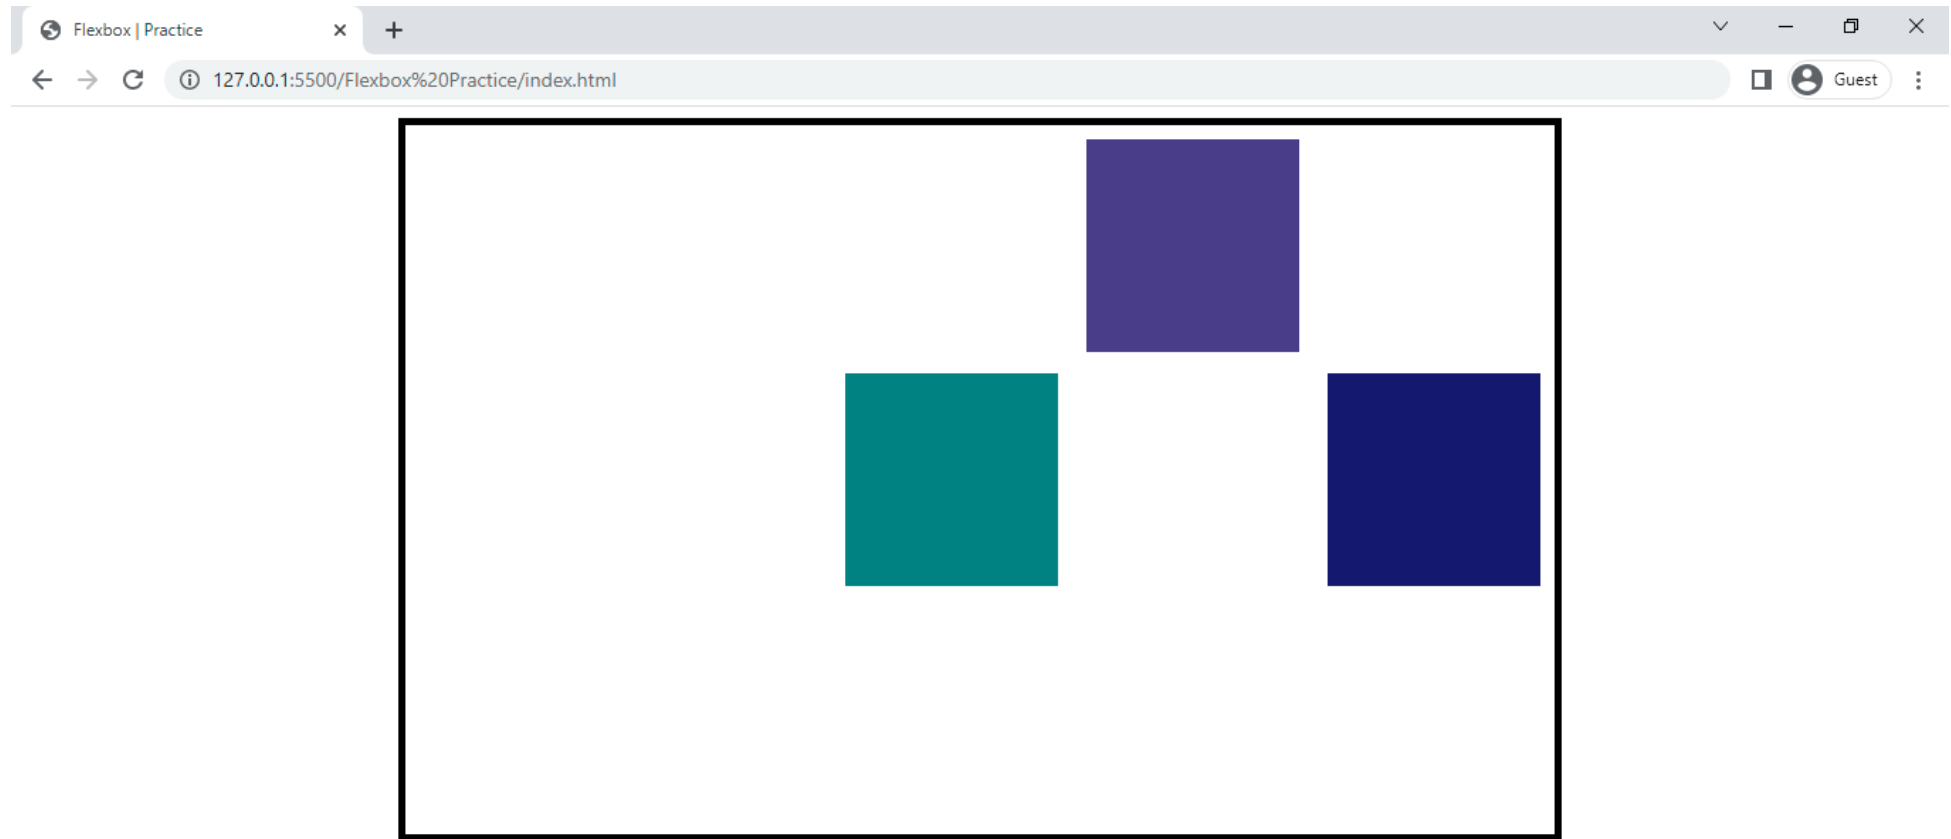 Flexbox | Practice
127.0.0.1:5500/Flexbox%20Practice/index.html
Guest